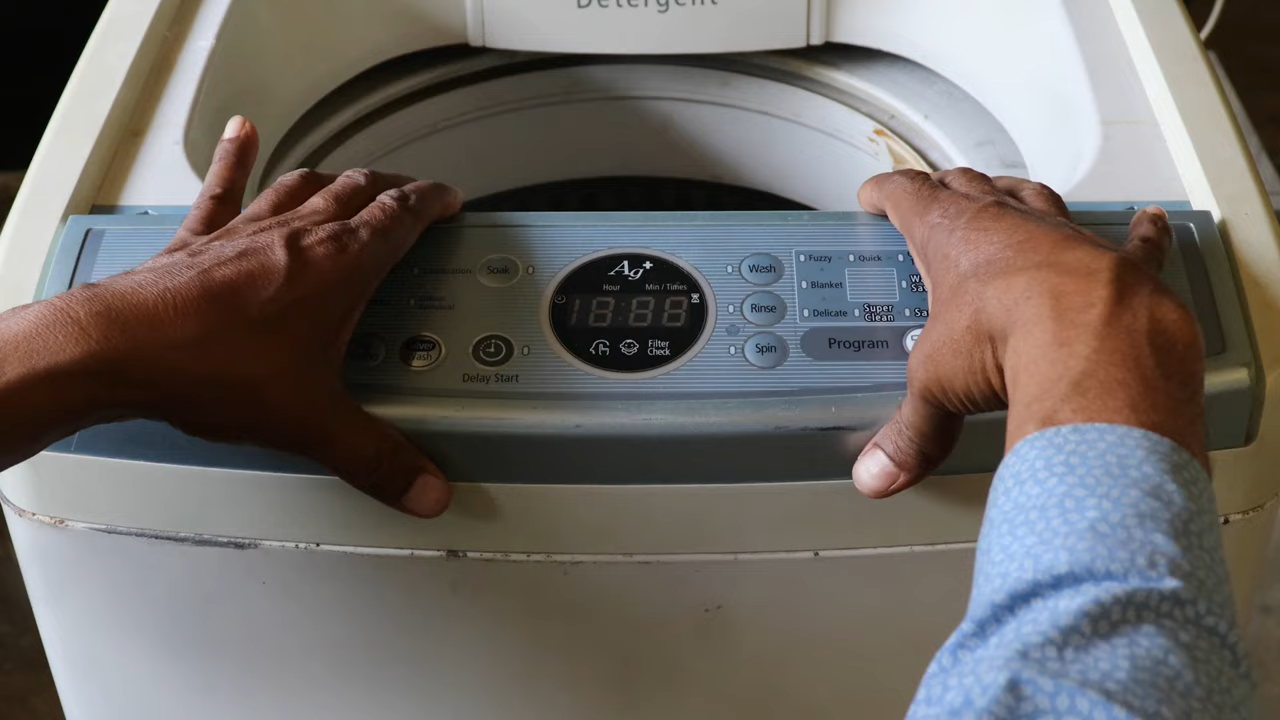 Detergent
Ag+
Hour Min / Times
18:88
Filter
Check
Soak
Delay Start
Wash
Rinse
Spin
Fuzzy Quick
Blanket
Delicate Super
Clean
Program